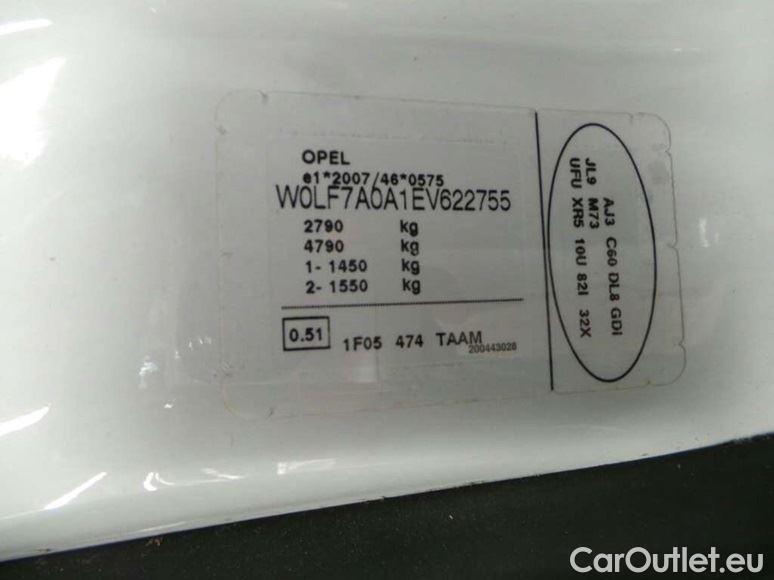 OPEL
e1*2007/46*0575
W0LF7A0A1EV622755
2790 kg
4790 kg
1- 1450 kg
2- 1550 kg
0.51 1F05 474 TAAM
200443028
AJ3 C60 DL8 GDI
JL9 M73
UFU XR5 10U 82I 32X
CarOutlet.eu